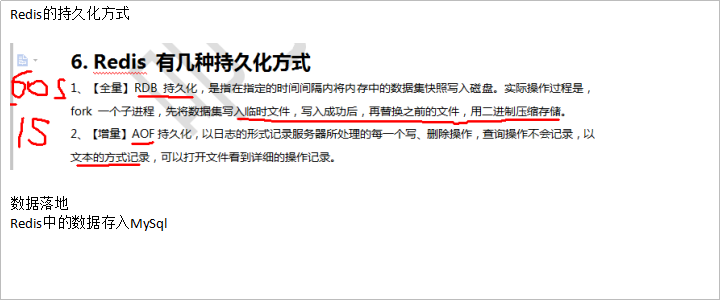 Redis的持久化方式
6. Redis 有几种持久化方式
60s
1、【全量】RDB 持久化，是指在指定的时间间隔内将内存中的数据集快照写入磁盘。实际操作过程是，
fork 一个子进程，先将数据集写入临时文件，写入成功后，再替换之前的文件，用二进制压缩存储。
15
2、【增量】AOF 持久化，以日志的形式记录服务器所处理的每一个写、删除操作，查询操作不会记录，以
文本的方式记录，可以打开文件看到详细的操作记录。
数据落地
Redis中的数据存入MySql